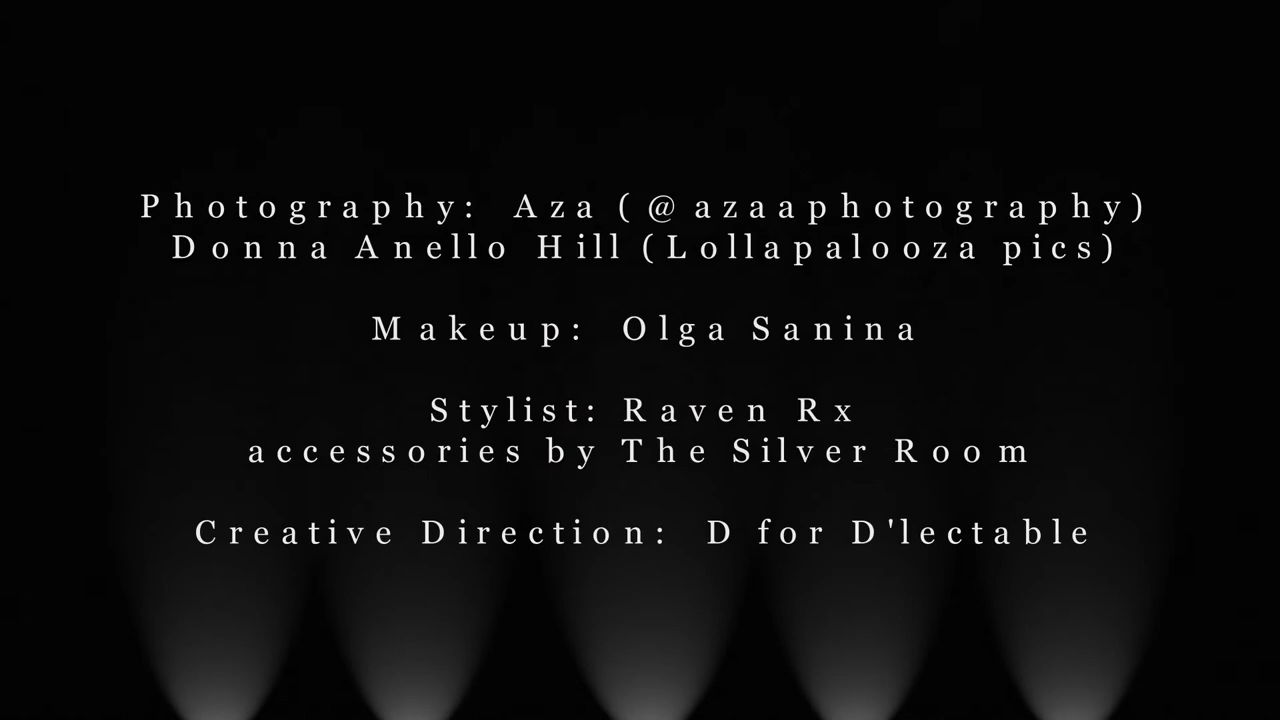 Photography: Aza (@azaaphotography)
Donna Anello Hill (Lollapalooza pics)
Makeup: Olga Sanina
Stylist: Raven Rx
accessories by The Silver Room
Creative Direction: D for D'lectable